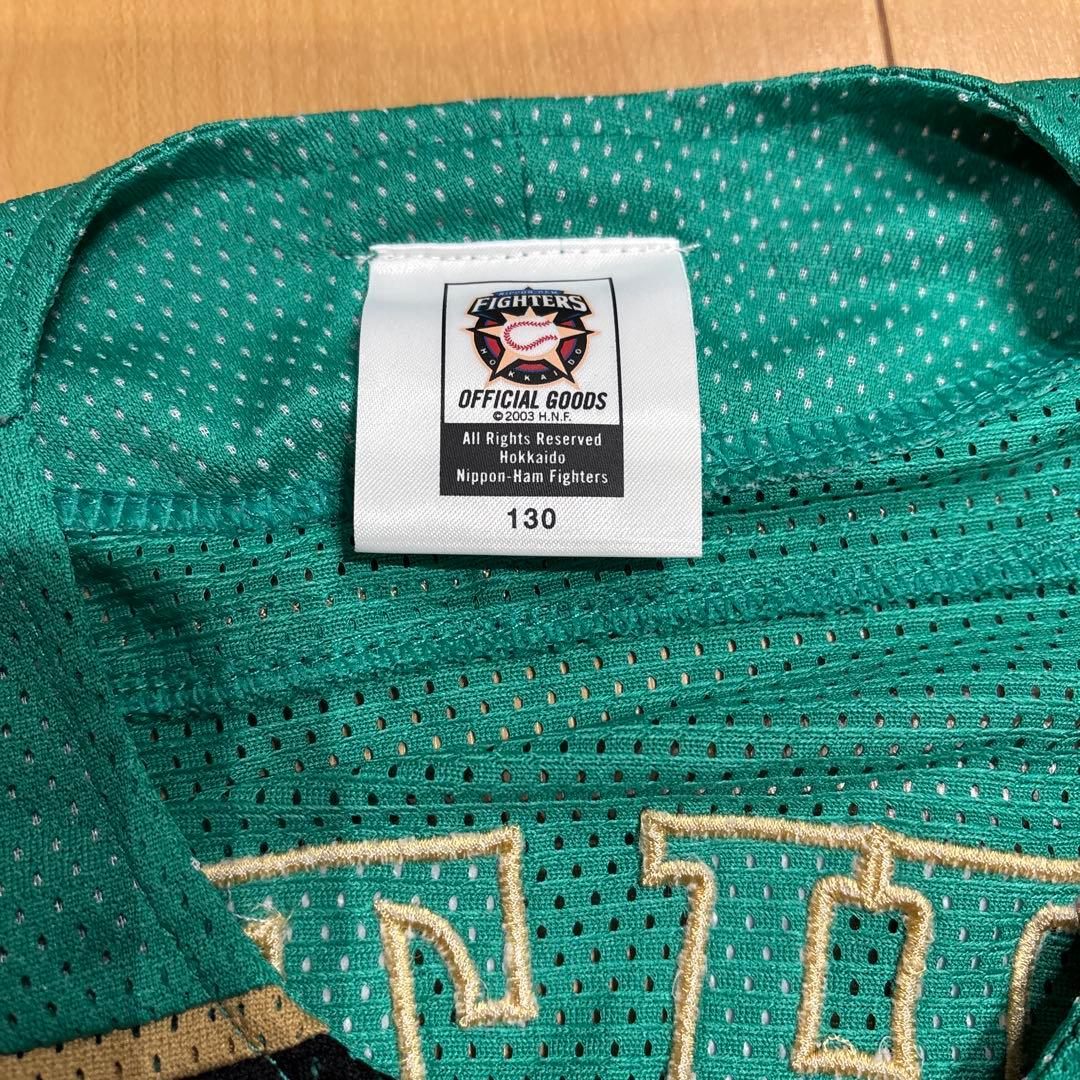 NIPPON-HAM
FIGHTERS
HOKKAIDO
OFFICIAL GOODS
©2003 H.N.F.
All Rights Reserved
Hokkaido
Nippon-Ham Fighters
130